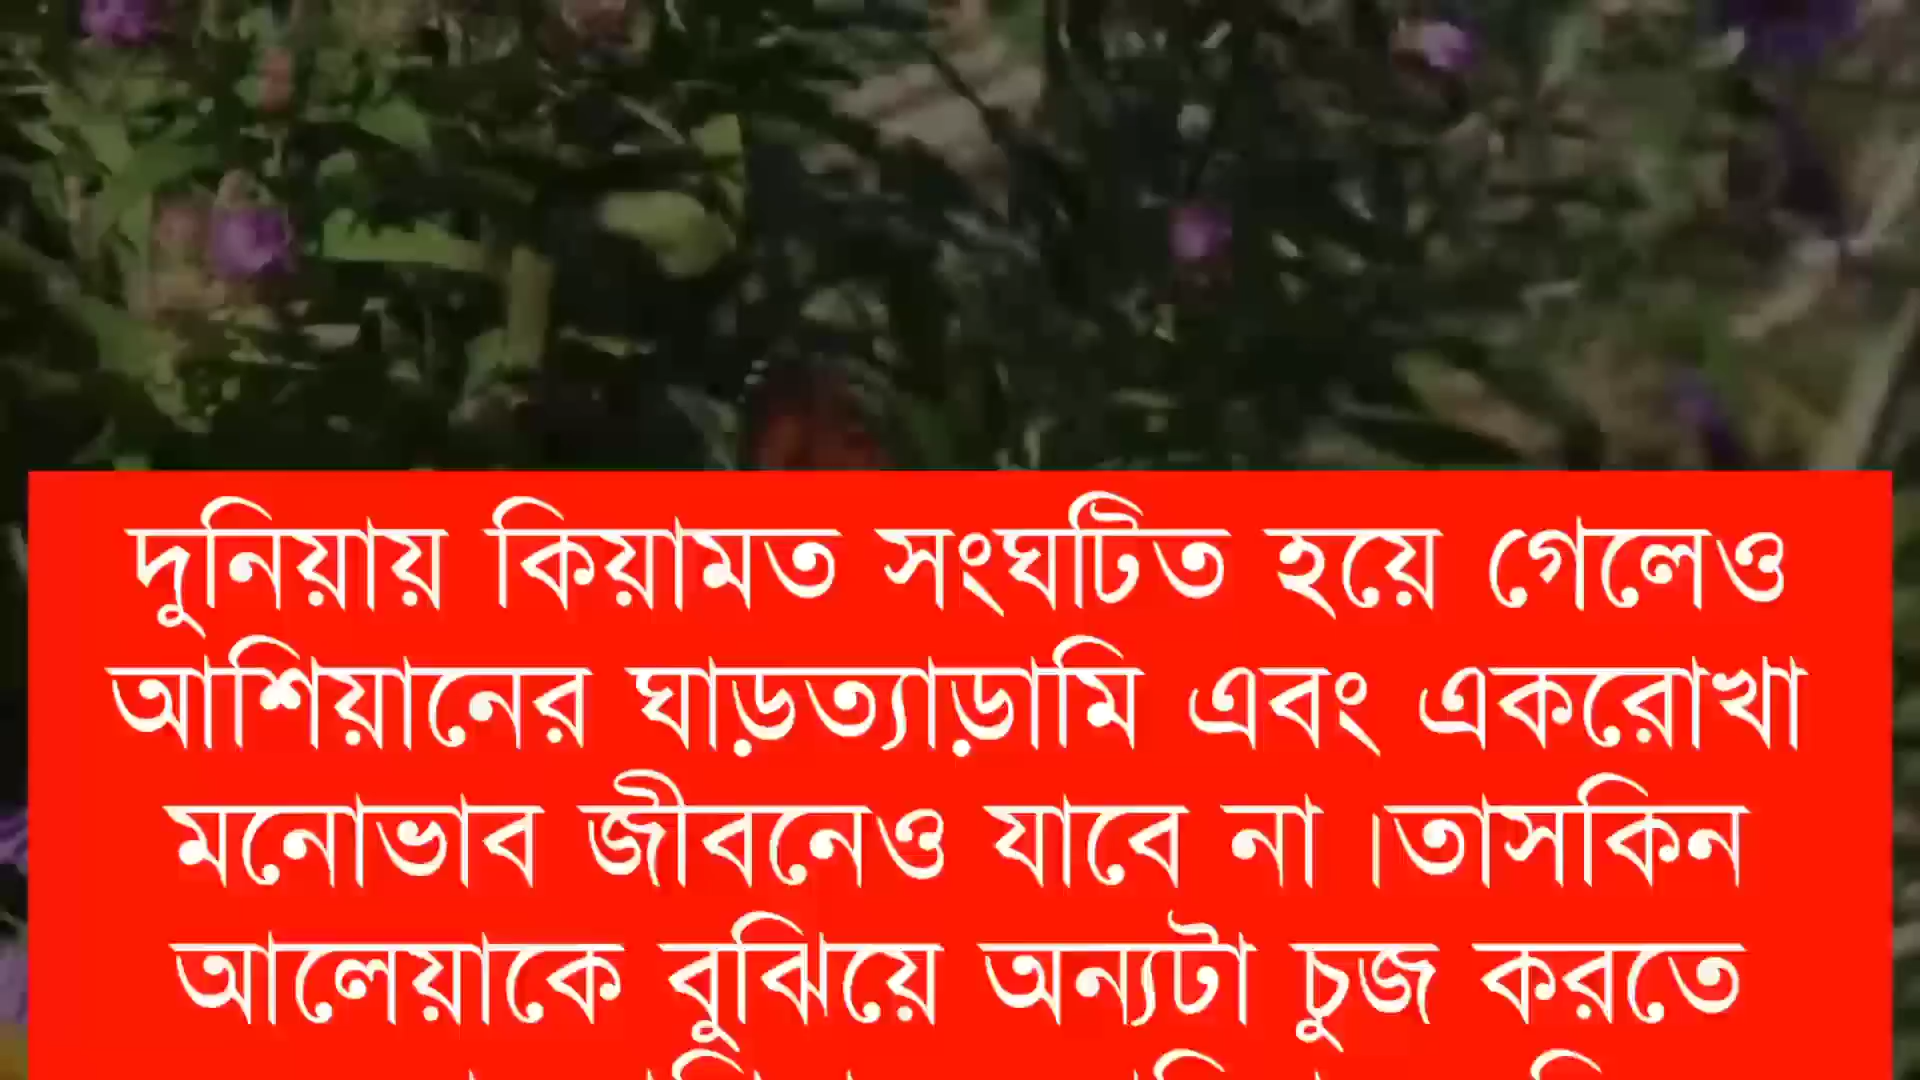 দুনিয়ায় কিয়ামত সংঘটিত হয়ে গেলেও
আশিয়ানের ঘাড়ত্যাড়ামি এবং একরোখা
মনোভাব জীবনেও যাবে না।তাসকিন
আলেয়াকে বুঝিয়ে অন্যটা চুজ করতে